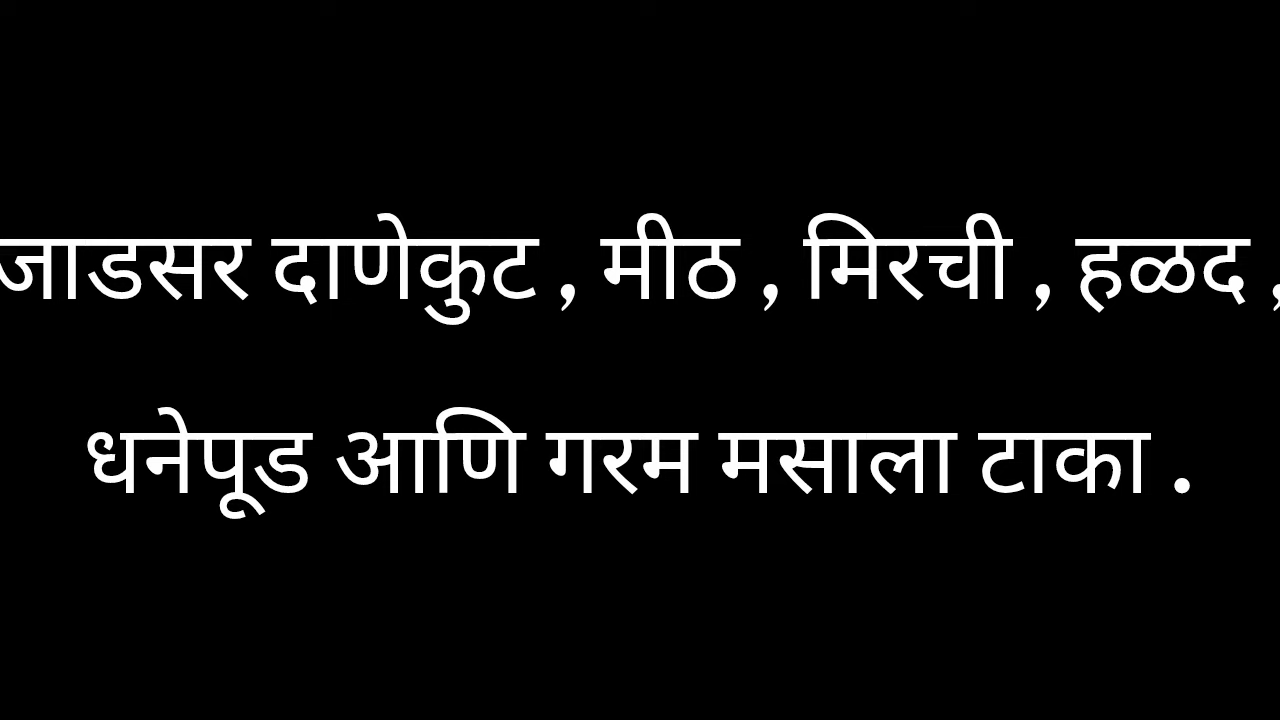 जाडसर दाणेकुट , मीठ , मिरची , हळद ,
धनेपूड आणि गरम मसाला टाका .